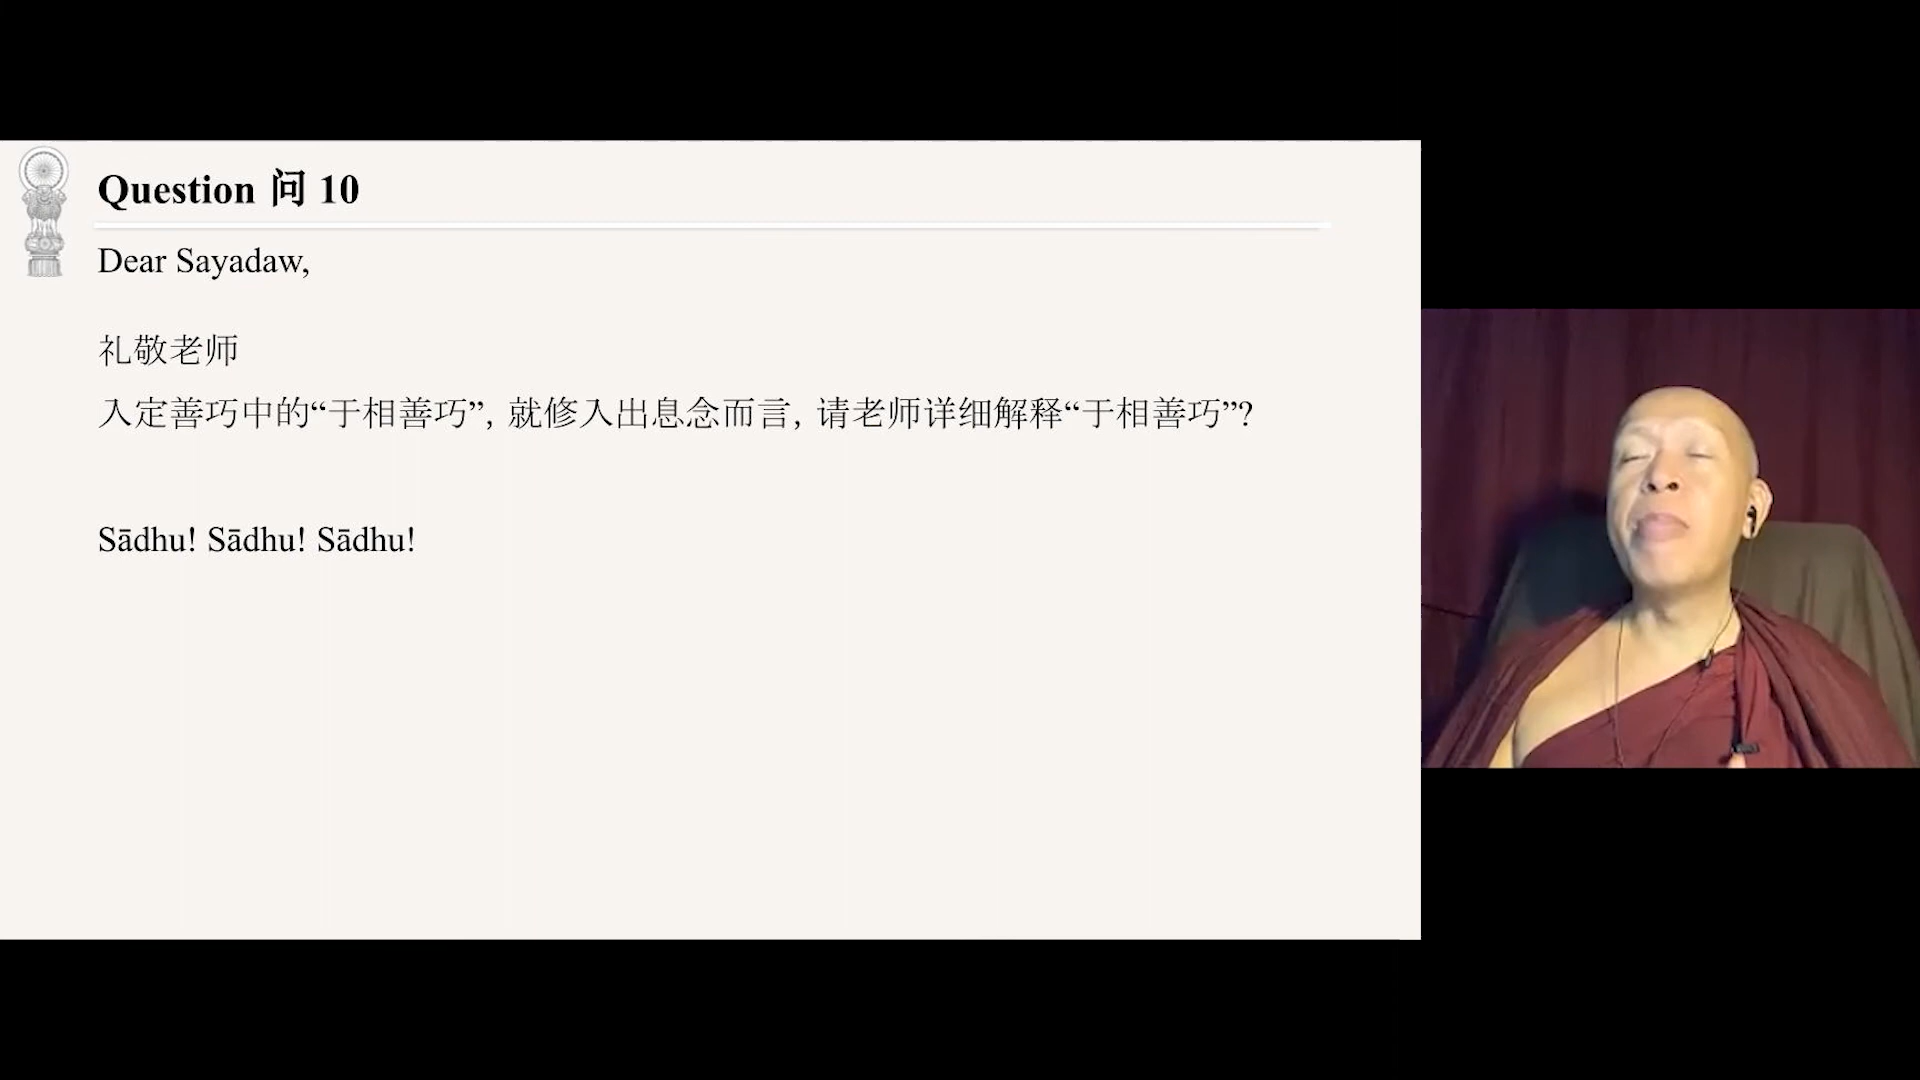 Question 问 10
Dear Sayadaw,
礼敬老师
入定善巧中的“于相善巧”, 就修入出息念而言, 请老师详细解释“于相善巧”?
Sādhu! Sādhu! Sādhu!